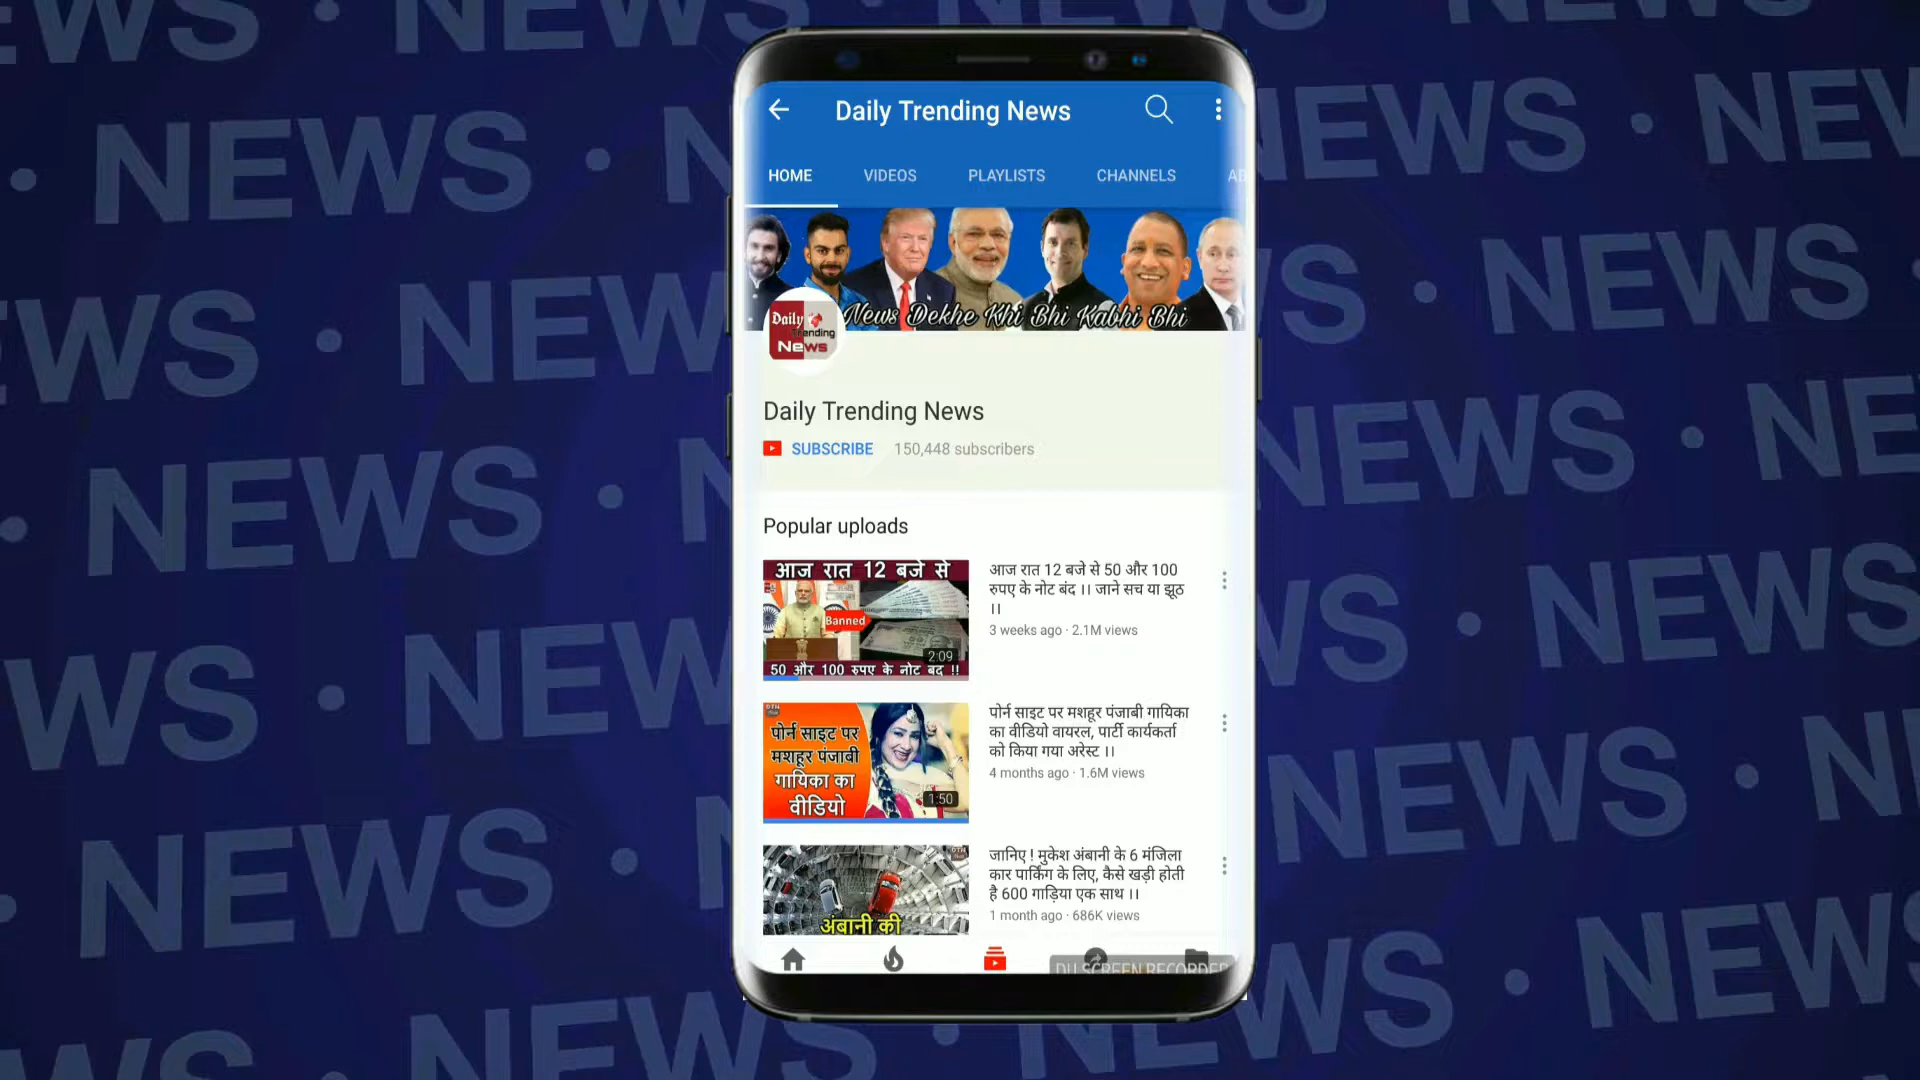 NEWS
Daily Trending News
HOME VIDEOS PLAYLISTS CHANNELS
News Dekhe Khi Bhi Kabhi Bhi
Daily
Trending
News
Daily Trending News
SUBSCRIBE 150,448 subscribers
Popular uploads
आज रात 12 बजे से
Banned
2:09
50 और 100 रुपए के नोट बंद !!
आज रात 12 बजे से 50 और 100
रुपए के नोट बंद ।। जाने सच या झूठ
।।
3 weeks ago · 2.1M views
पोर्न साइट पर
मशहूर पंजाबी
गायिका का
वीडियो
1:50
पोर्न साइट पर मशहूर पंजाबी गायिका
का वीडियो वायरल, पार्टी कार्यकर्ता
को किया गया अरेस्ट ।।
4 months ago · 1.6M views
अंबानी की
जानिए ! मुकेश अंबानी के 6 मंजिला
कार पार्किंग के लिए, कैसे खड़ी होती
है 600 गाड़िया एक साथ ।।
1 month ago · 686K views
DU SCREEN RECORDER